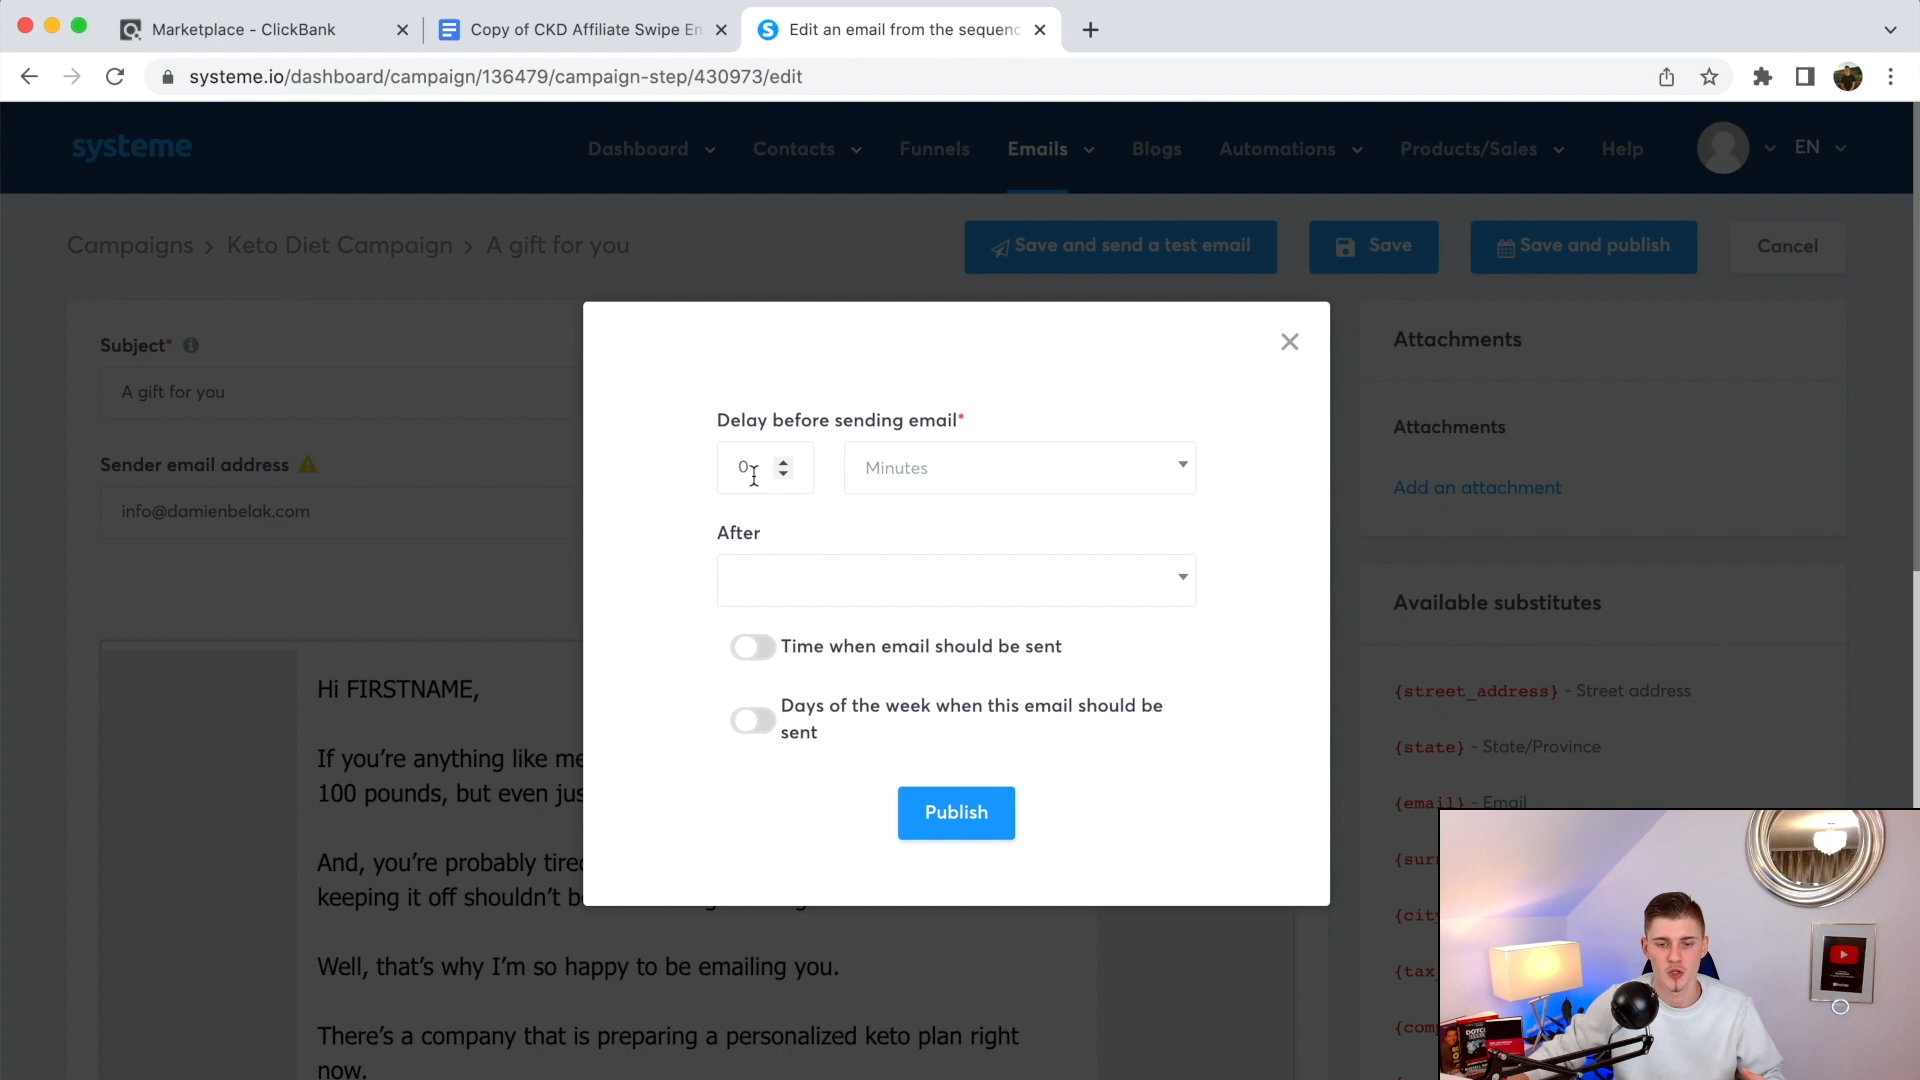 Marketplace - ClickBank
Copy of CKD Affiliate Swipe Em
Edit an email from the sequenc
systeme.io/dashboard/campaign/136479/campaign-step/430973/edit
systeme
Dashboard
Contacts
Funnels
Emails
Blogs
Automations
Products/Sales
Help
EN
Campaigns > Keto Diet Campaign > A gift for you
Save and send a test email
Save
Save and publish
Cancel
Subject*
A gift for you
Sender email address
info@damienbelak.com
Delay before sending email*
0
Minutes
After
Time when email should be sent
Days of the week when this email should be
sent
Publish
Attachments
Attachments
Add an attachment
Available substitutes
{street_address} - Street address
{state} - State/Province
{email} - Email
{sur
{city
{tax
{com
Hi FIRSTNAME,
If you're anything like me
100 pounds, but even jus
And, you're probably tired
keeping it off shouldn't b
Well, that's why I'm so happy to be emailing you.
There's a company that is preparing a personalized keto plan right
now.